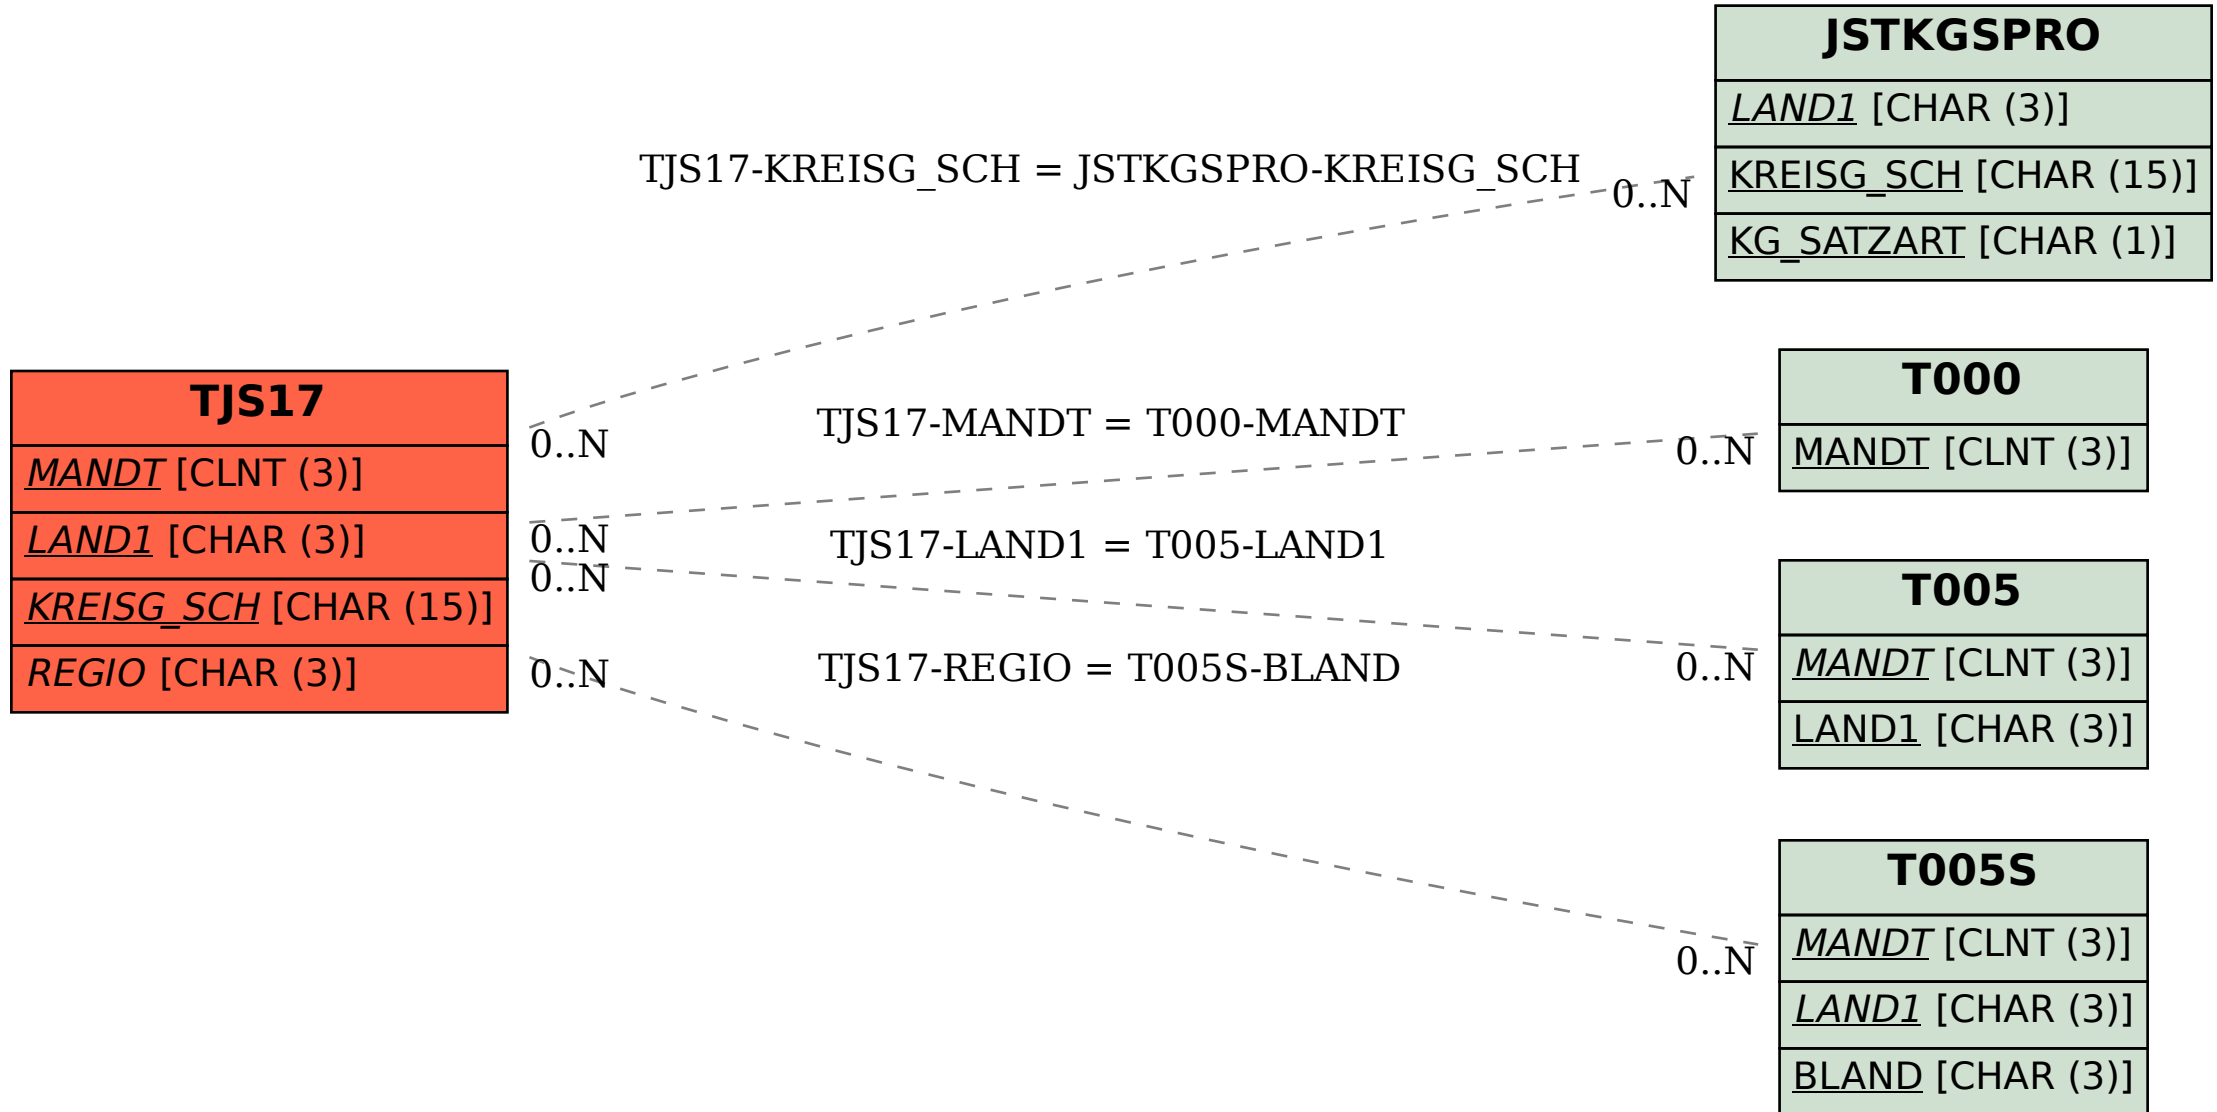 JSTKGSPRO
LAND1 [CHAR (3)]
KREISG_SCH [CHAR (15)]
KG_SATZART [CHAR (1)]
TJS17-KREISG_SCH = JSTKGSPRO-KREISG_SCH
0..N
0..N
TJS17
MANDT [CLNT (3)]
LAND1 [CHAR (3)]
KREISG_SCH [CHAR (15)]
REGIO [CHAR (3)]
TJS17-MANDT = T000-MANDT
0..N
0..N
T000
MANDT [CLNT (3)]
TJS17-LAND1 = T005-LAND1
0..N
0..N
T005
MANDT [CLNT (3)]
LAND1 [CHAR (3)]
TJS17-REGIO = T005S-BLAND
0..N
0..N
T005S
MANDT [CLNT (3)]
LAND1 [CHAR (3)]
BLAND [CHAR (3)]